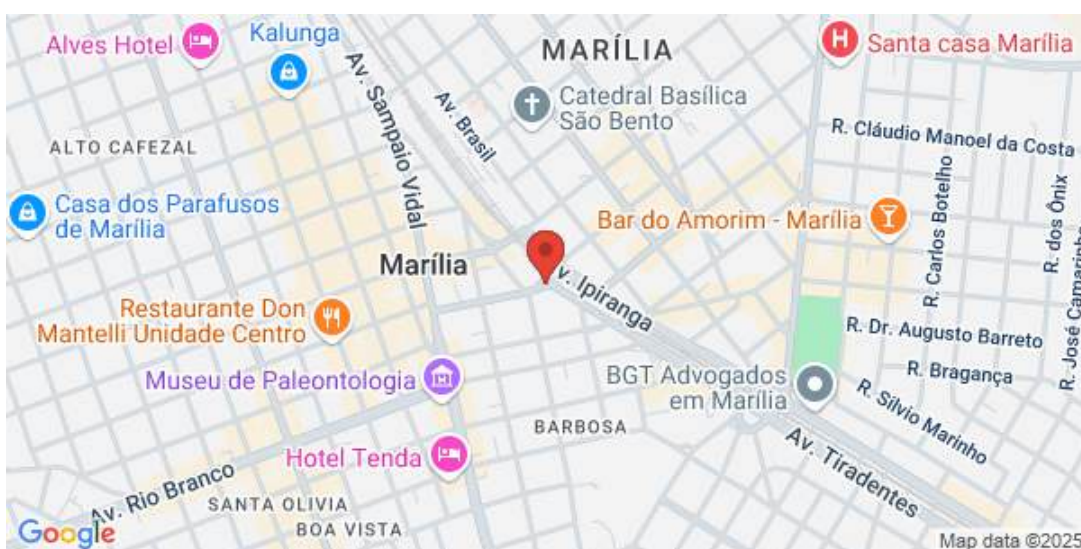 Alves Hotel
Kalunga
MARÍLIA
Santa casa Marília
Av. Sampaio Vidal
Av. Brasil
Catedral Basílica
São Bento
R. Cláudio Manoel da Costa
ALTO CAFEZAL
Casa dos Parafusos
de Marília
Bar do Amorim - Marília
R. Carlos Botelho
R. dos Ônix
R. José Camarinha
Marília
v. Ipiranga
Restaurante Don
Mantelli Unidade Centro
R. Dr. Augusto Barreto
R. Bragança
Museu de Paleontologia
BGT Advogados
em Marília
R. Silvio Marinho
BARBOSA
Av. Tiradentes
Hotel Tenda
Av. Rio Branco
SANTA OLIVIA
BOA VISTA
Google
Map data ©2025